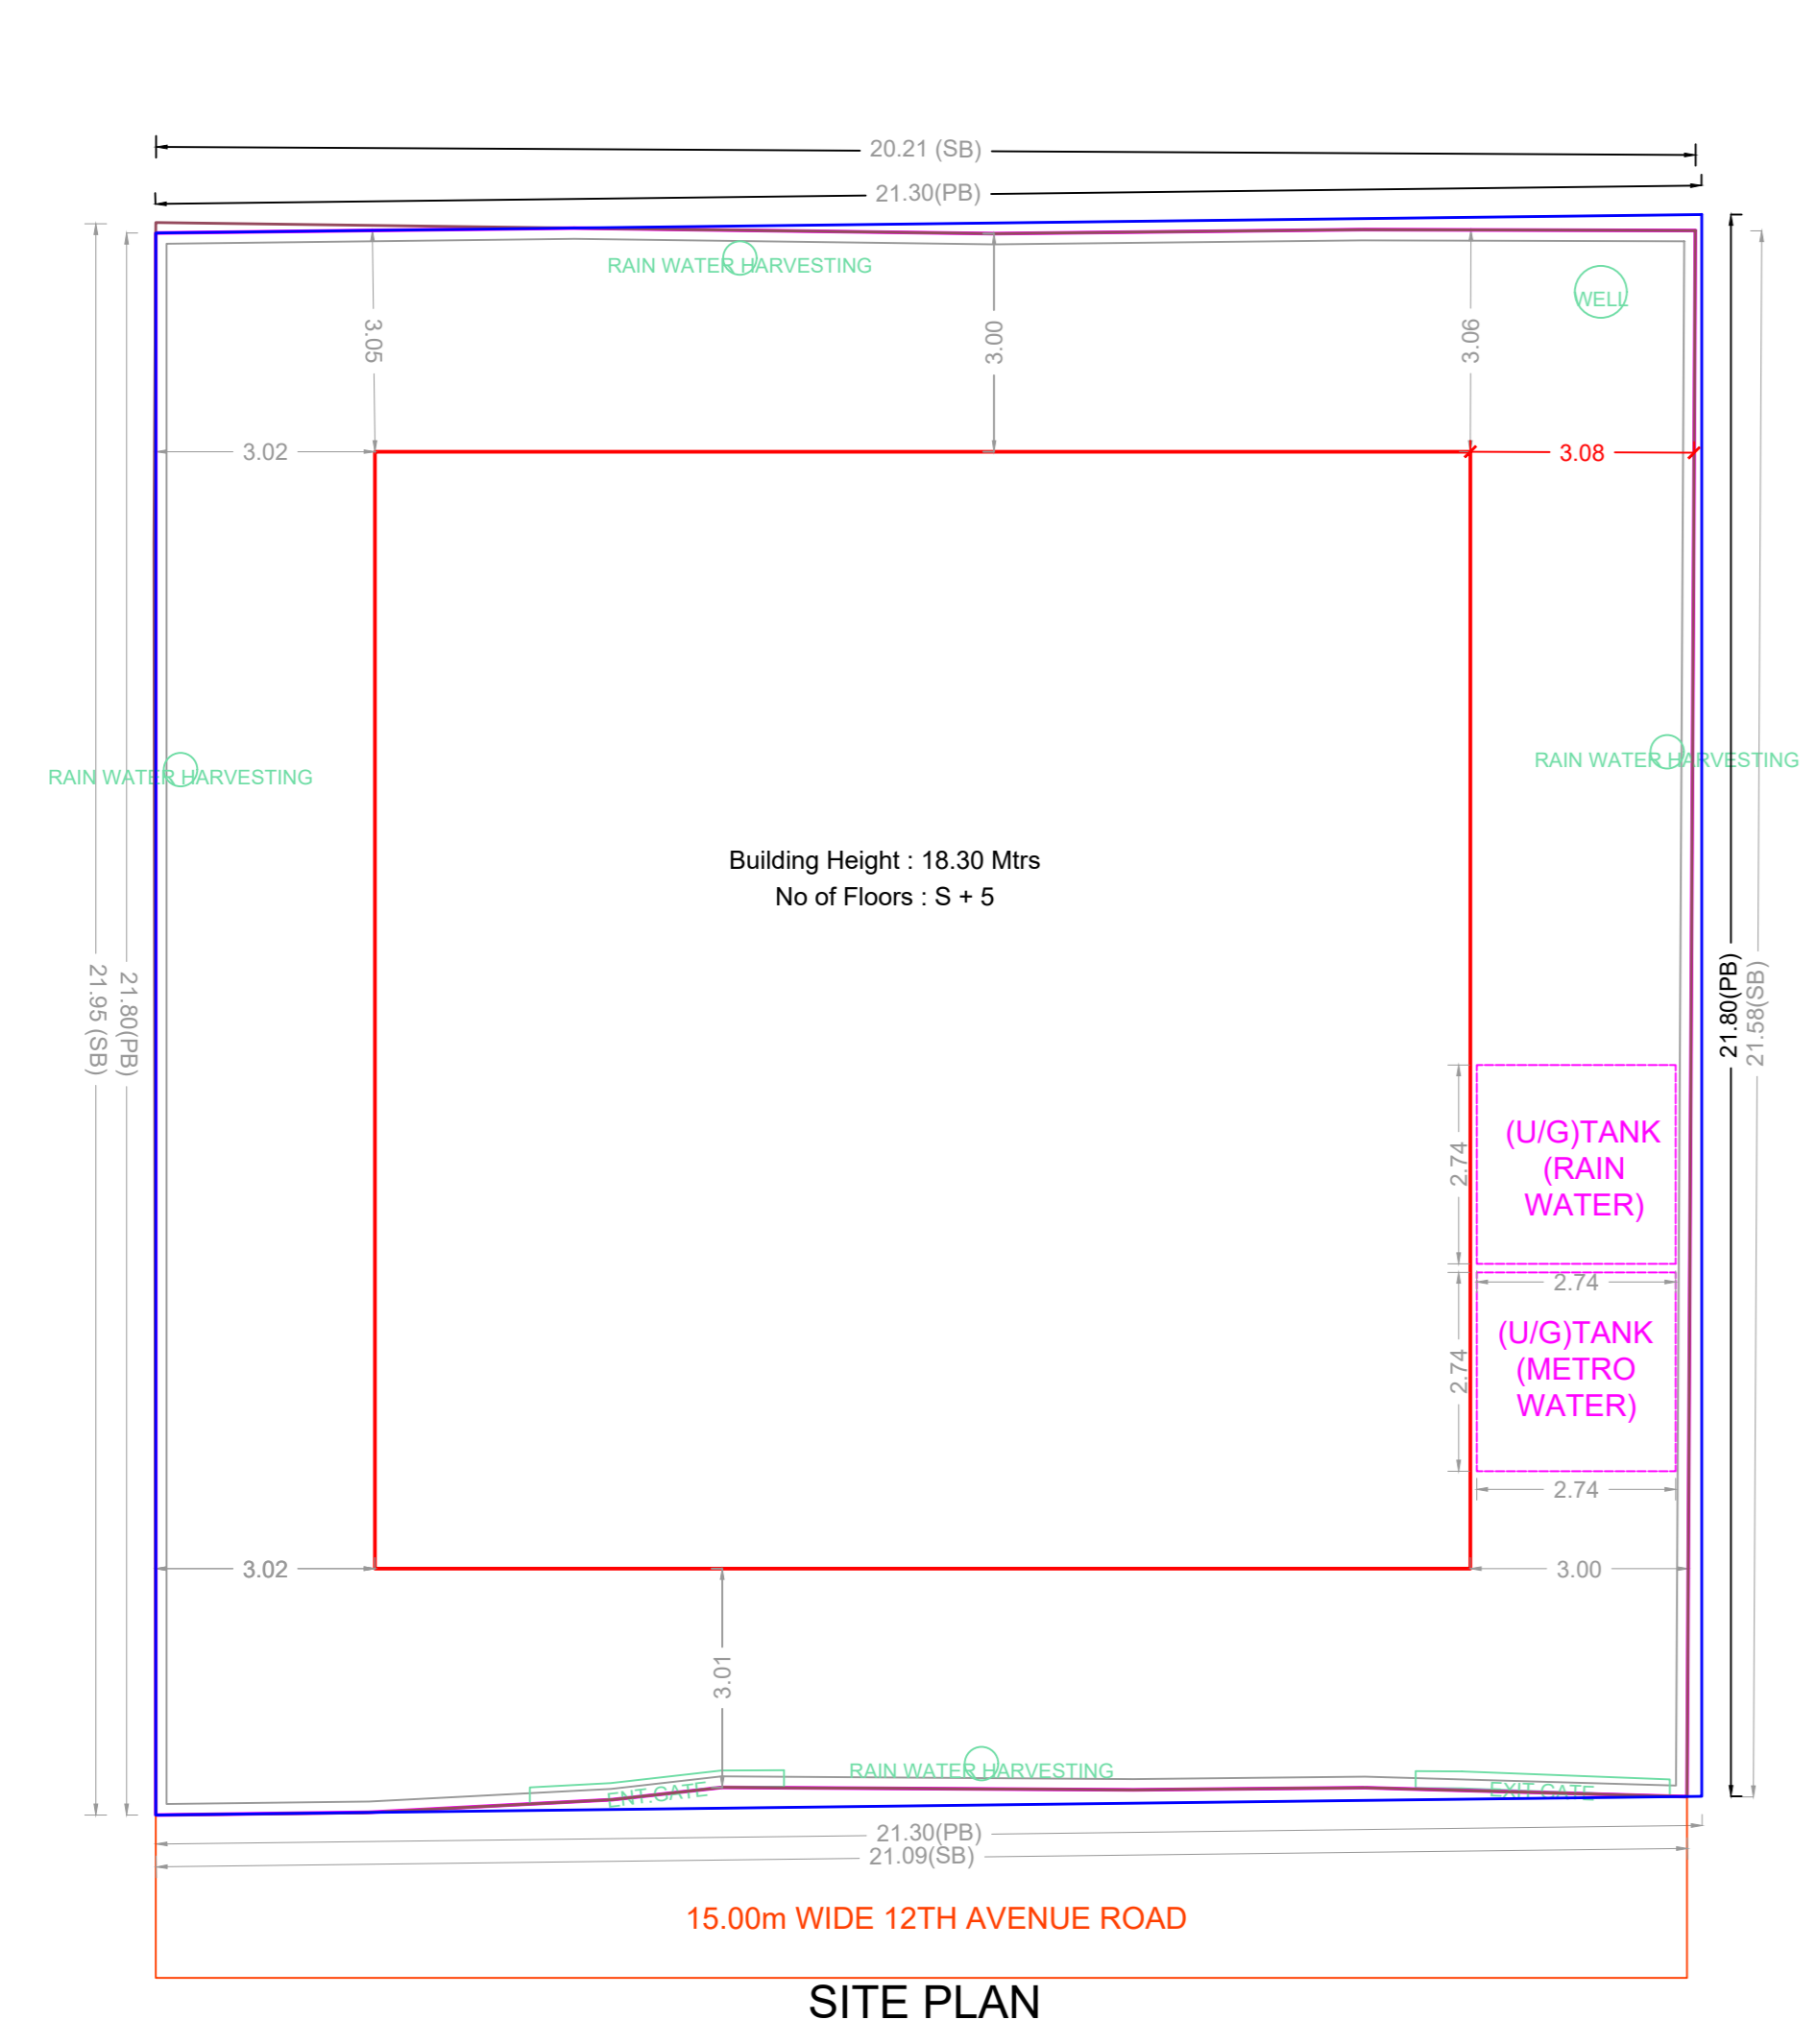 20.21 (SB)
21.30(PB)
RAIN WATER HARVESTING
WELL
3.05
3.00
3.06
3.02
3.08
RAIN WATER HARVESTING
RAIN WATER HARVESTING
Building Height : 18.30 Mtrs
No of Floors : S + 5
21.95 (SB)
21.80(PB)
21.80(PB)
21.58(SB)
2.74
(U/G)TANK
(RAIN
WATER)
2.74
2.74
(U/G)TANK
(METRO
WATER)
2.74
3.02
3.00
3.01
RAIN WATER HARVESTING
ENT.GATE
EXIT GATE
21.30(PB)
21.09(SB)
15.00m WIDE 12TH AVENUE ROAD
SITE PLAN